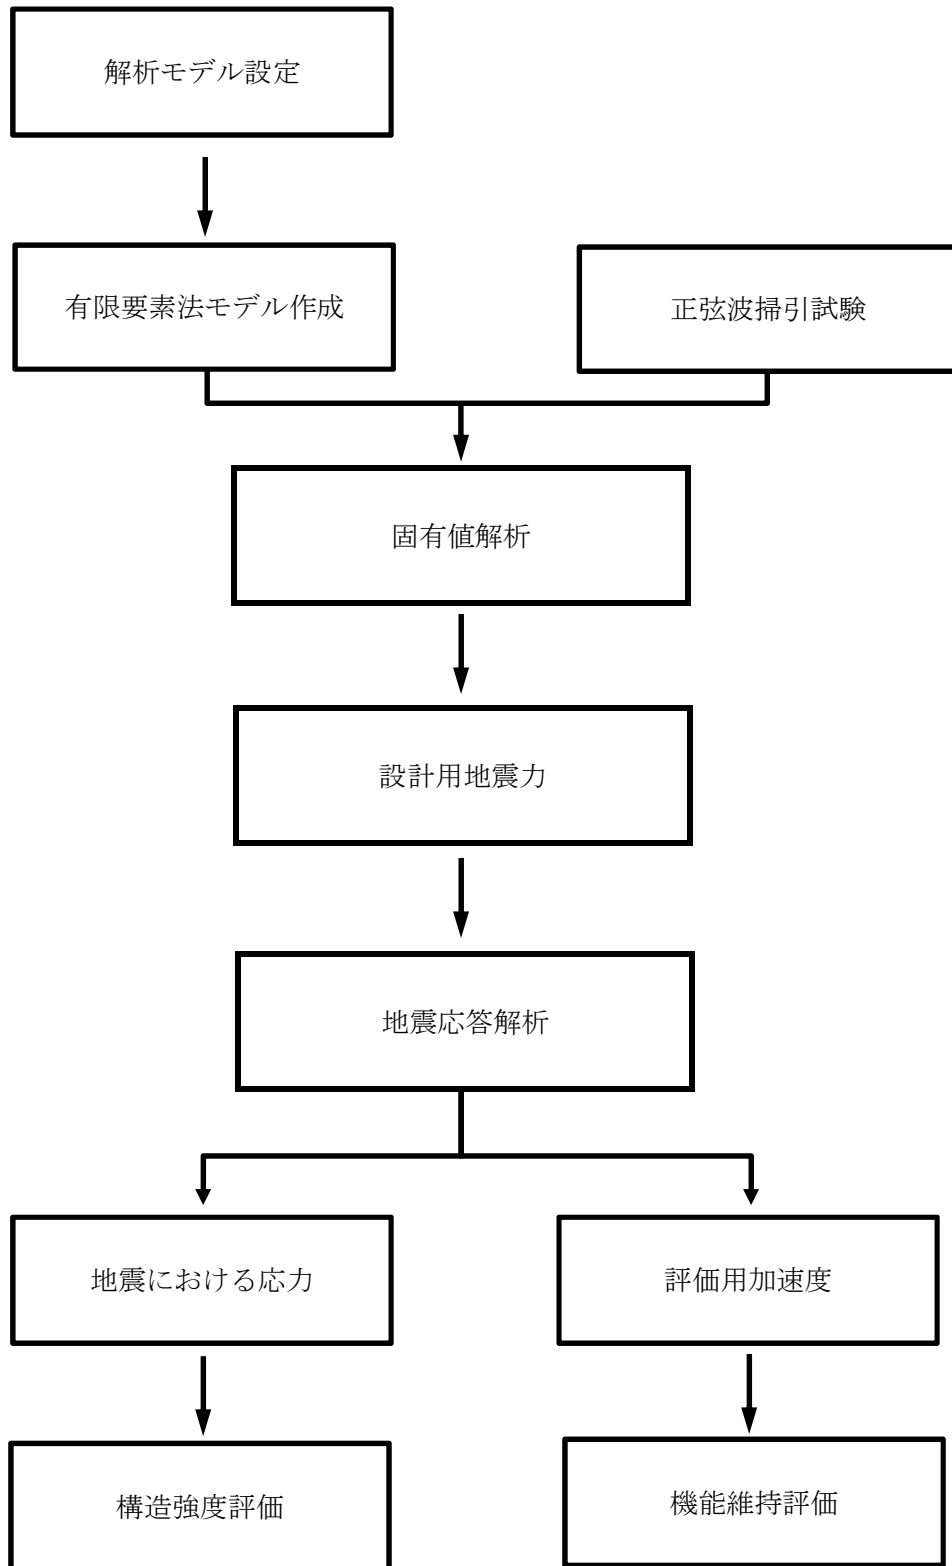 解析モデル設定
有限要素法モデル作成
正弦波掃引試験
固有値解析
設計用地震力
地震応答解析
地震における応力
評価用加速度
構造強度評価
機能維持評価